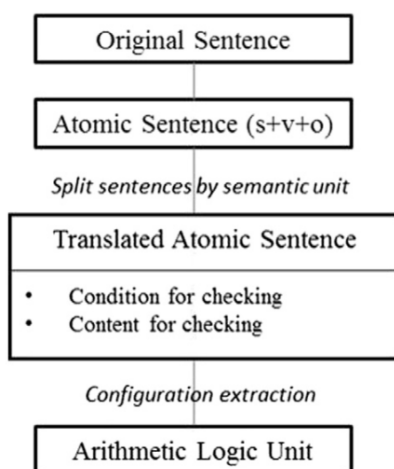 Original Sentence
Atomic Sentence (s+v+o)
Split sentences by semantic unit
Translated Atomic Sentence
• Condition for checking
• Content for checking
Configuration extraction
Arithmetic Logic Unit